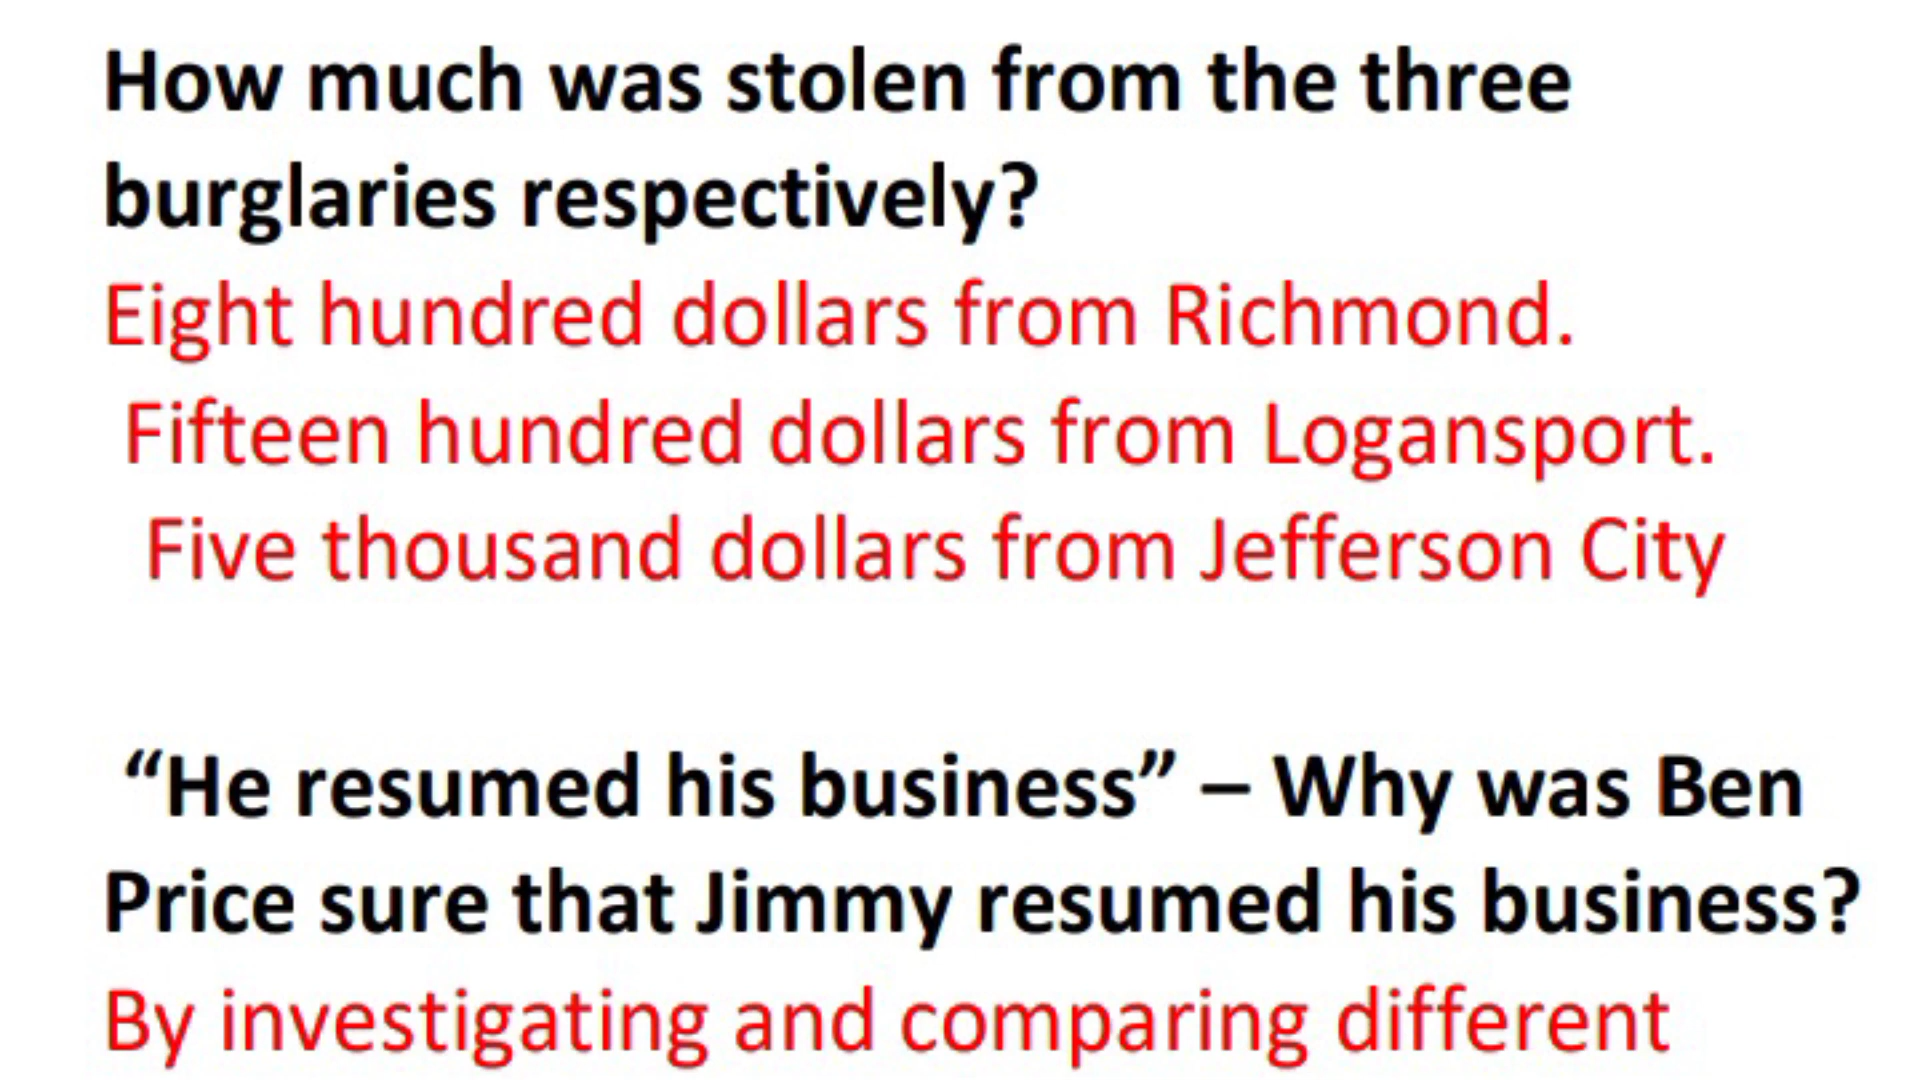 How much was stolen from the three
burglaries respectively?
Eight hundred dollars from Richmond.
Fifteen hundred dollars from Logansport.
Five thousand dollars from Jefferson City
“He resumed his business” – Why was Ben
Price sure that Jimmy resumed his business?
By investigating and comparing different